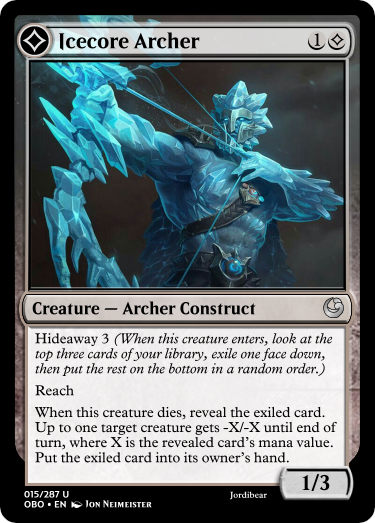 Icecore Archer 1
Creature — Archer Construct
Hideaway 3 (When this creature enters, look at the
top three cards of your library, exile one face down,
then put the rest on the bottom in a random order.)
Reach
When this creature dies, reveal the exiled card.
Up to one target creature gets -X/-X until end of
turn, where X is the revealed card's mana value.
Put the exiled card into its owner's hand.
1/3
015/287 U
OBO • EN Jon Neimeister
Jordibear